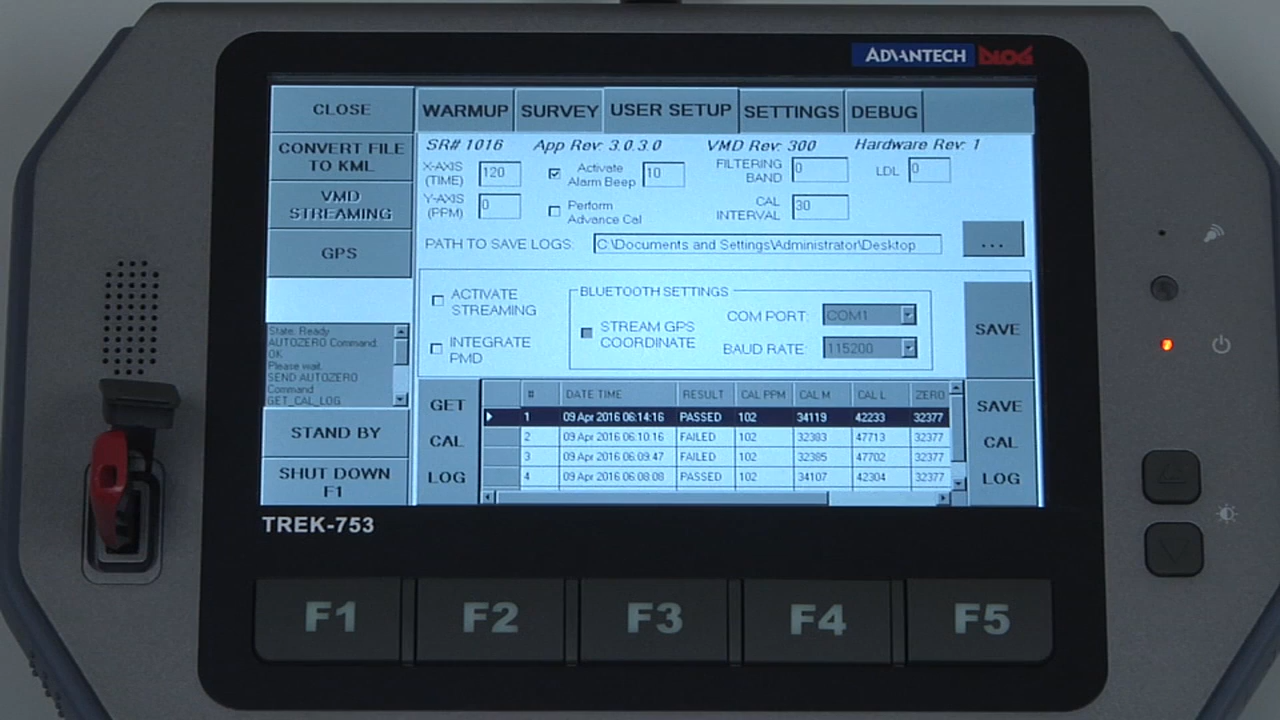 ADVANTECH DLOG
CLOSE
WARMUP SURVEY USER SETUP SETTINGS DEBUG
CONVERT FILE
TO KML
VMD
STREAMING
GPS
SR# 1016 App Rev: 3.0.3.0 VMD Rev: 300 Hardware Rev: 1
X-AXIS
(TIME)
120
Activate
Alarm Beep
10
FILTERING
BAND
0
LDL
0
Y-AXIS
(PPM)
0
Perform
Advance Cal
CAL
INTERVAL
30
PATH TO SAVE LOGS: C:\Documents and Settings\Administrator\Desktop ...
ACTIVATE
STREAMING
INTEGRATE
PMD
BLUETOOTH SETTINGS
STREAM GPS
COORDINATE
COM PORT: COM1
BAUD RATE: 115200
SAVE
State: Ready
AUTOZERO Command:
OK
Please wait.
SEND AUTOZERO
Command
GET_CAL_LOG
STAND BY
SHUT DOWN
F1
GET
CAL
LOG
# DATE TIME RESULT CAL PPM CAL M CAL L ZERO
1 09 Apr 2016 06:14:16 PASSED 102 34119 42233 32377
2 09 Apr 2016 06:10:16 FAILED 102 32383 47713 32377
3 09 Apr 2016 06:09:47 FAILED 102 32385 47702 32377
4 09 Apr 2016 06:08:08 PASSED 102 34107 42304 32377
SAVE
CAL
LOG
TREK-753
F1 F2 F3 F4 F5